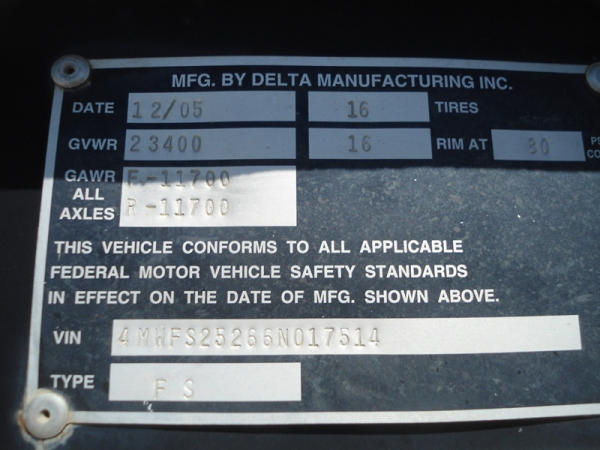 MFG. BY DELTA MANUFACTURING INC.
DATE 12/05 16 TIRES
GVWR 23400 16 RIM AT 80
GAWR F-11700
ALL
AXLES R-11700
THIS VEHICLE CONFORMS TO ALL APPLICABLE
FEDERAL MOTOR VEHICLE SAFETY STANDARDS
IN EFFECT ON THE DATE OF MFG. SHOWN ABOVE.
VIN 4MWFS25266N017514
TYPE FS